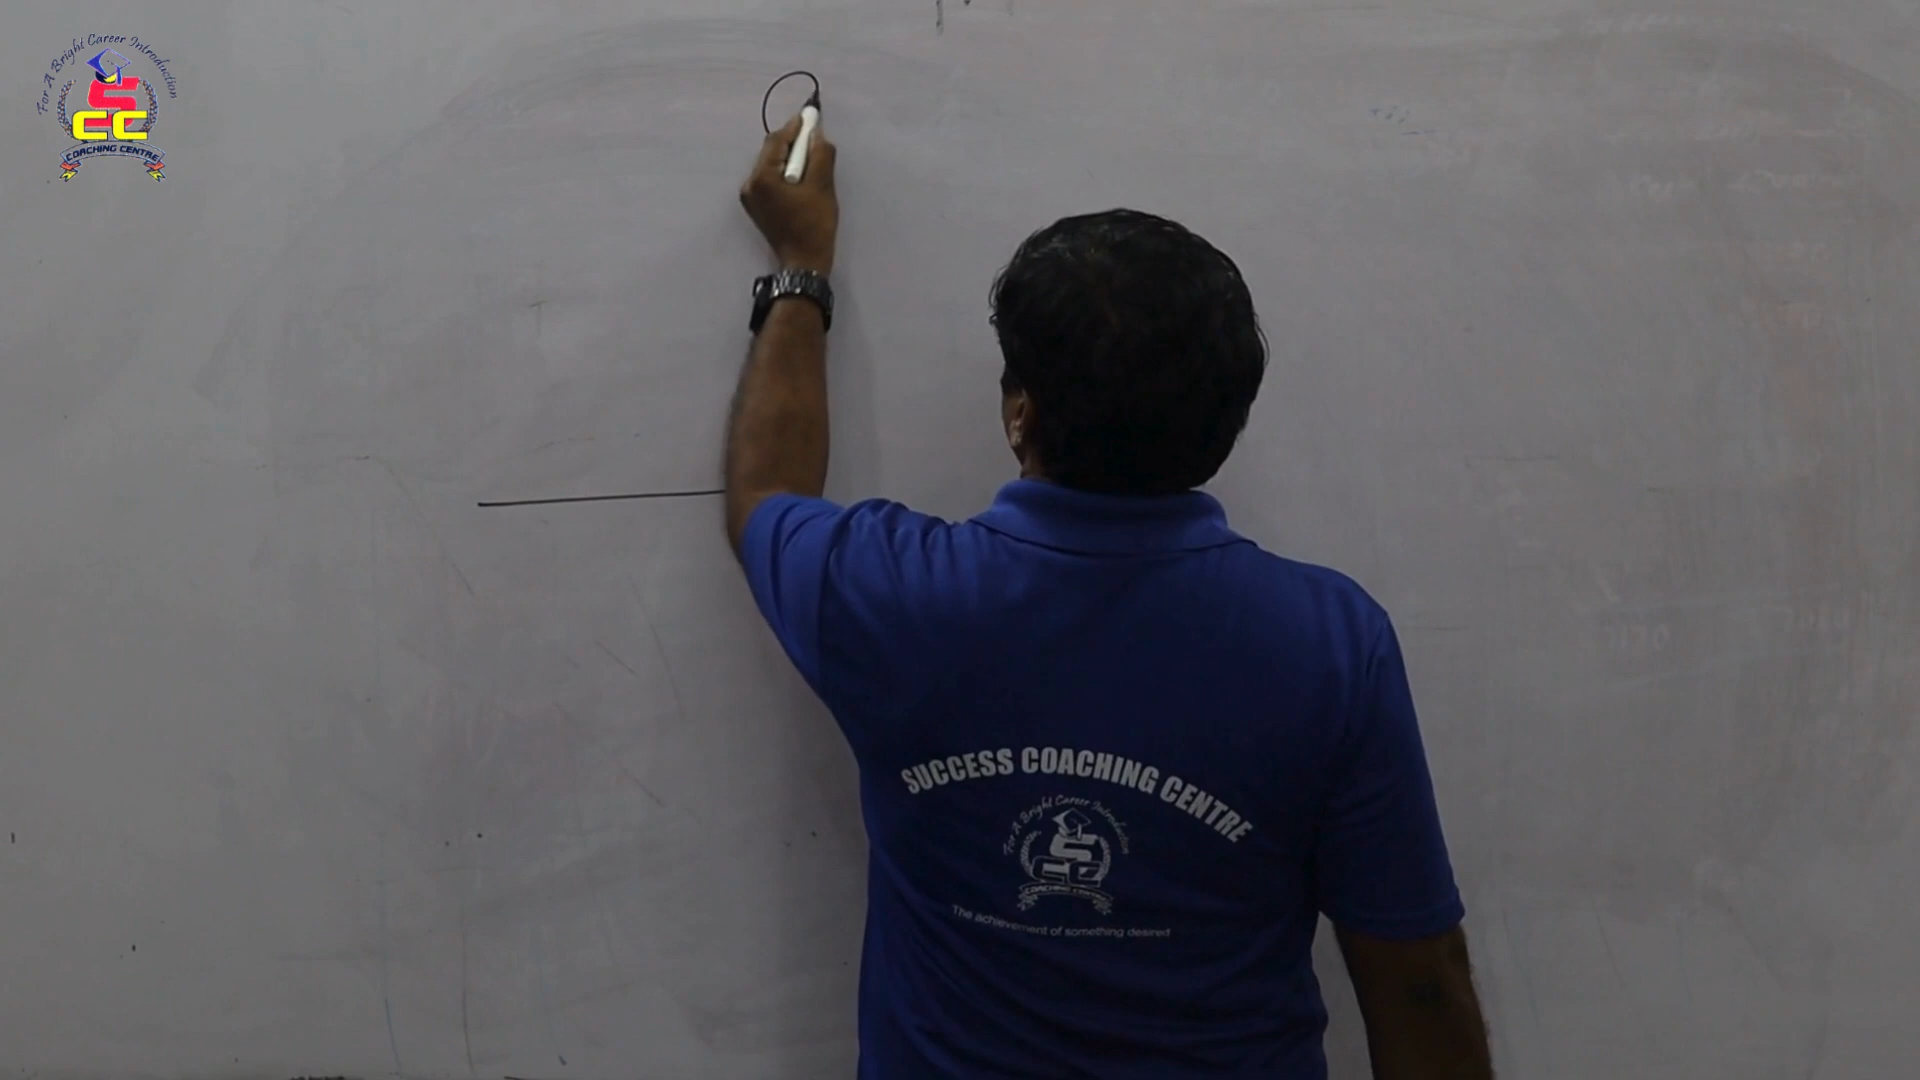 For A Bright Career Introduction
SCC
COACHING CENTRE
SUCCESS COACHING CENTRE
For A Bright Career Introduction
SCC
COACHING CENTRE
The achievement of something desired